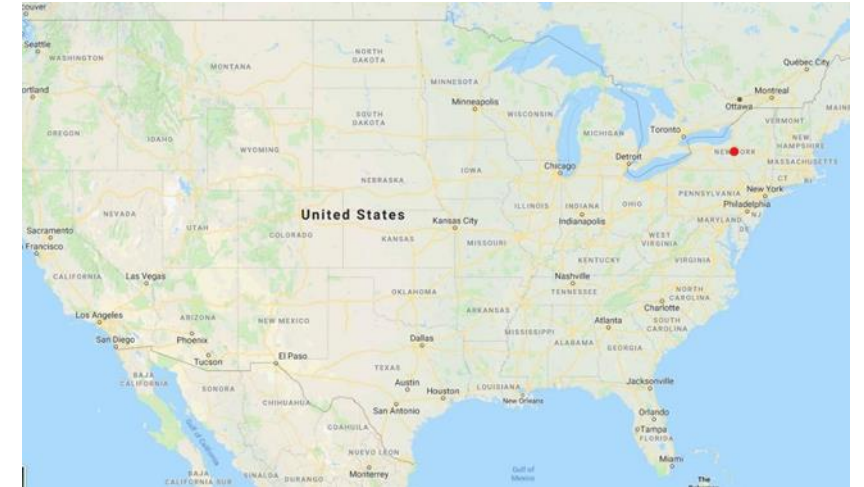 couver
Seattle
WASHINGTON
MONTANA
NORTH
DAKOTA
MINNESOTA
Québec City
Montreal
Ottawa
MAINE
rtland
Minneapolis
WISCONSIN
VERMONT
OREGON
IDAHO
SOUTH
DAKOTA
MICHIGAN
Toronto
NEW
HAMPSHIRE
WYOMING
Detroit
MASSACHUSETTS
Chicago
IOWA
CT
RI
NEBRASKA
PENNSYLVANIA
New York
NEVADA
UTAH
United States
ILLINOIS
INDIANA
OHIO
Philadelphia
NJ
Sacramento
Francisco
COLORADO
KANSAS
Kansas City
MISSOURI
Indianapolis
MARYLAND
DE
WEST
VIRGINIA
KENTUCKY
VIRGINIA
CALIFORNIA
Las Vegas
Nashville
TENNESSEE
OKLAHOMA
ARKANSAS
NORTH
CAROLINA
Charlotte
Los Angeles
ARIZONA
NEW MEXICO
Atlanta
SOUTH
CAROLINA
San Diego
Phoenix
Tucson
Dallas
MISSISSIPPI
ALABAMA
GEORGIA
El Paso
TEXAS
BAJA
CALIFORNIA
SONORA
CHIHUAHUA
Austin
Houston
LOUISIANA
New Orleans
Jacksonville
San Antonio
COAHUILA
Orlando
Tampa
FLORIDA
Gulf of
California
NUEVO LEON
Miami
BAJA
CALIFORNIA SUR
SINALOA
DURANGO
Monterrey
Gulf of
Mexico
The